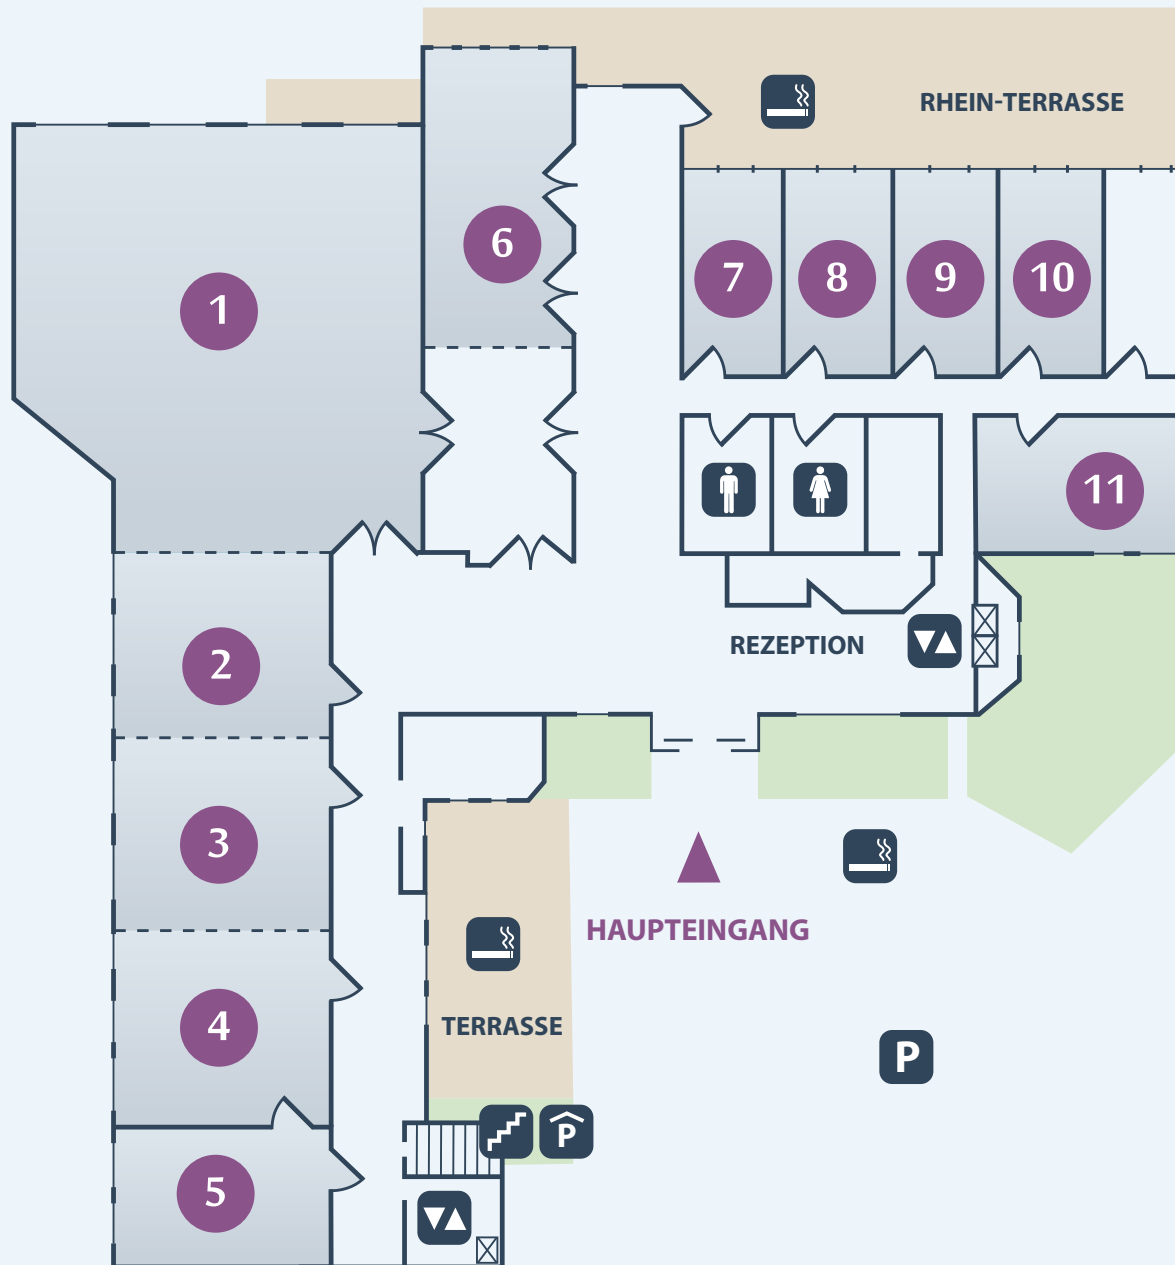 RHEIN-TERRASSE
6
1
7
8
9
10
11
REZEPTION
2
3
HAUPTEINGANG
4
TERRASSE
P
P
5